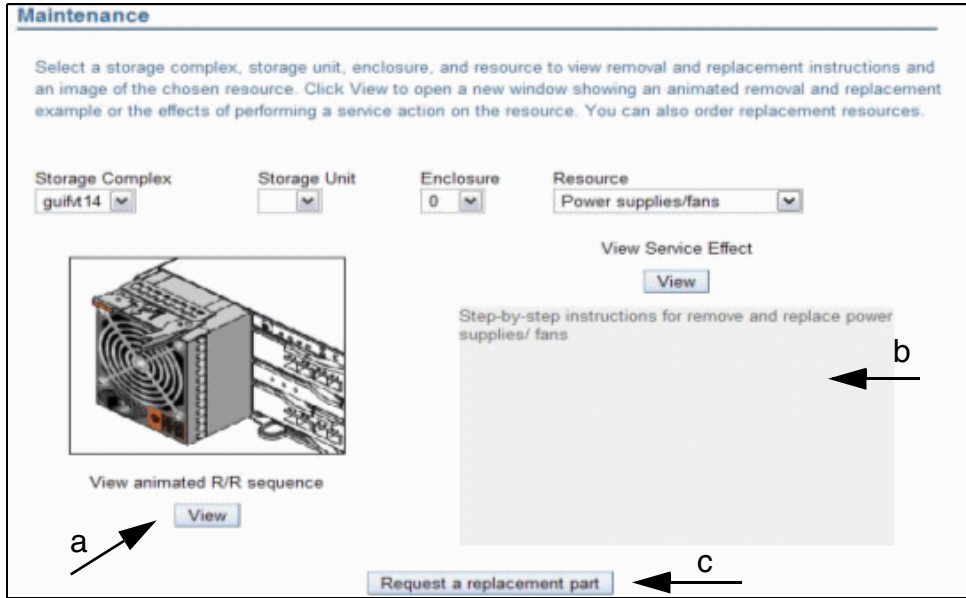 Maintenance
Select a storage complex, storage unit, enclosure, and resource to view removal and replacement instructions and
an image of the chosen resource. Click View to open a new window showing an animated removal and replacement
example or the effects of performing a service action on the resource. You can also order replacement resources.
Storage Complex Storage Unit Enclosure Resource
guifvt14 0 Power supplies/fans
View Service Effect
View
Step-by-step instructions for remove and replace power
supplies/ fans
b
View animated R/R sequence
View
a
c
Request a replacement part